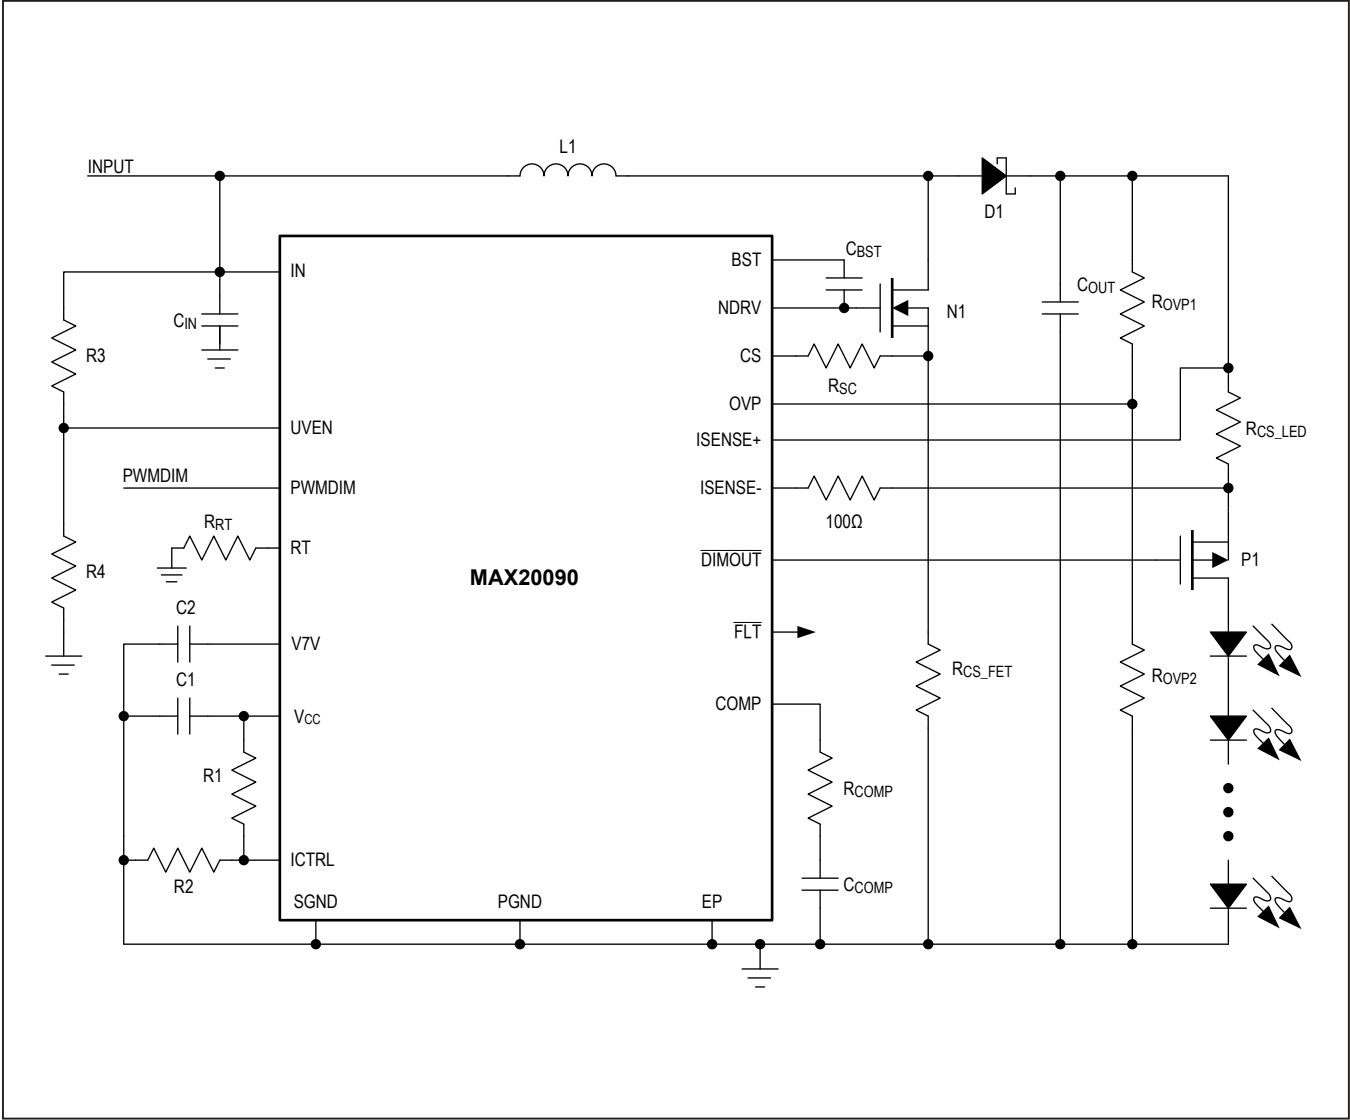 L1
INPUT
D1
IN
BST
CBST
CIN
NDRV
N1
COUT
ROVP1
R3
CS
RSC
OVP
UVEN
ISENSE+
RCS_LED
PWMDIM
PWMDIM
ISENSE-
100Ω
RRT
RT
DIMOUT
P1
R4
MAX20090
C2
V7V
FLT
C1
VCC
COMP
RCS_FET
ROVP2
R1
RCOMP
ICTRL
R2
CCOMP
SGND
PGND
EP